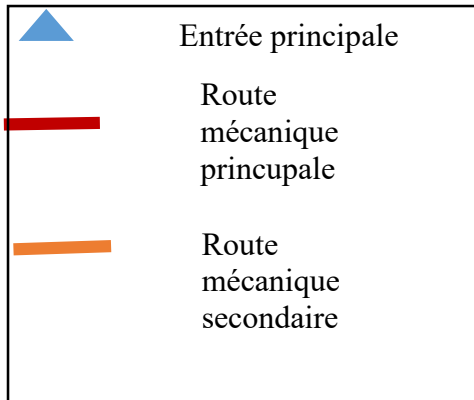 Entrée principale
Route
mécanique
princupale
Route
mécanique
secondaire